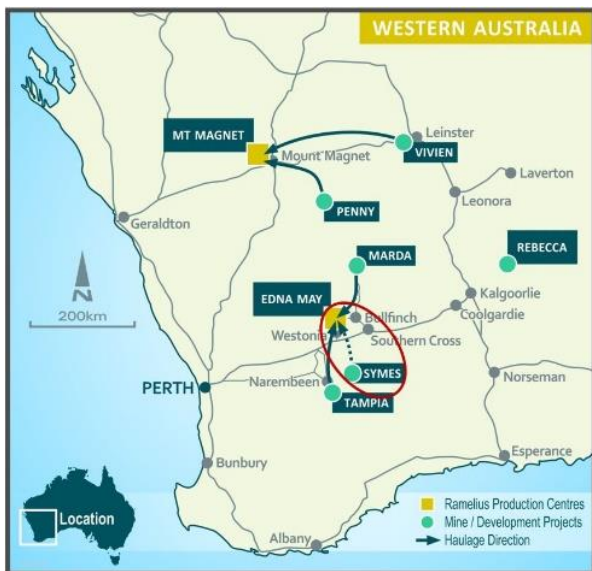 WESTERN AUSTRALIA
MT MAGNET
Leinster
Mount Magnet
VIVIEN
Laverton
Leonora
PENNY
Geraldton
MARDA
REBECCA
N
EDNA MAY
Kalgoorlie
200km
Bullfinch
Coolgardie
Westonia
Southern Cross
SYMES
Norseman
PERTH
Narembeen
TAMPIA
Bunbury
Esperance
Location
Ramelius Production Centres
Mine / Development Projects
Haulage Direction
Albany